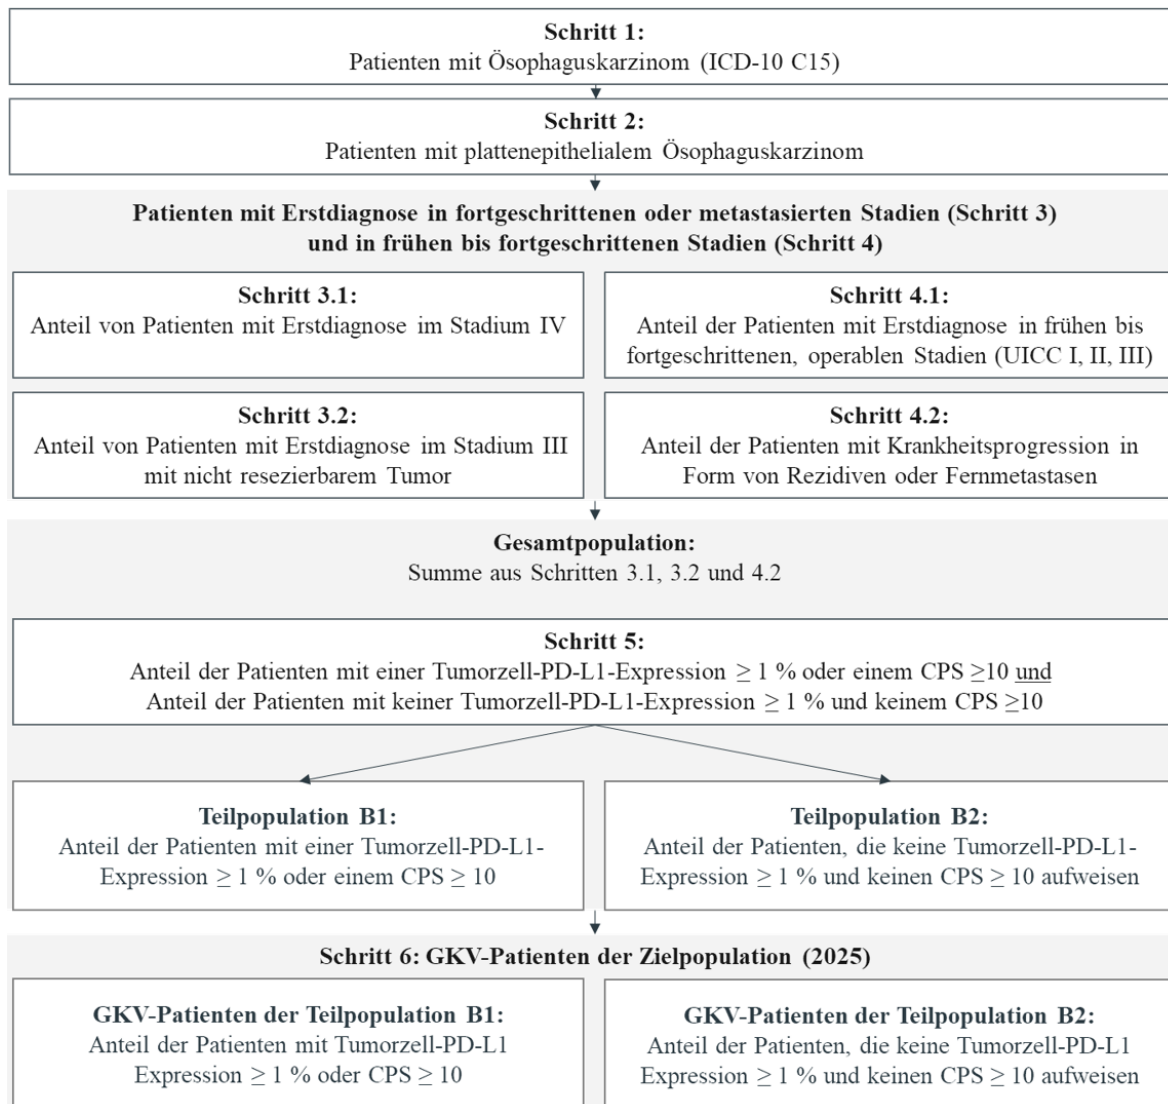 Schritt 1:
Patienten mit Ösophaguskarzinom (ICD-10 C15)
Schritt 2:
Patienten mit plattenepithelialem Ösophaguskarzinom
Patienten mit Erstdiagnose in fortgeschrittenen oder metastasierten Stadien (Schritt 3)
und in frühen bis fortgeschrittenen Stadien (Schritt 4)
Schritt 3.1:
Anteil von Patienten mit Erstdiagnose im Stadium IV
Schritt 4.1:
Anteil der Patienten mit Erstdiagnose in frühen bis
fortgeschrittenen, operablen Stadien (UICC I, II, III)
Schritt 3.2:
Anteil von Patienten mit Erstdiagnose im Stadium III
mit nicht resezierbarem Tumor
Schritt 4.2:
Anteil der Patienten mit Krankheitsprogression in
Form von Rezidiven oder Fernmetastasen
Gesamtpopulation:
Summe aus Schritten 3.1, 3.2 und 4.2
Schritt 5:
Anteil der Patienten mit einer Tumorzell-PD-L1-Expression ≥ 1 % oder einem CPS ≥10 und
Anteil der Patienten mit keiner Tumorzell-PD-L1-Expression ≥ 1 % und keinem CPS ≥10
Teilpopulation B1:
Anteil der Patienten mit einer Tumorzell-PD-L1-
Expression ≥ 1 % oder einem CPS ≥ 10
Teilpopulation B2:
Anteil der Patienten, die keine Tumorzell-PD-L1-
Expression ≥ 1 % und keinen CPS ≥ 10 aufweisen
Schritt 6: GKV-Patienten der Zielpopulation (2025)
GKV-Patienten der Teilpopulation B1:
Anteil der Patienten mit Tumorzell-PD-L1
Expression ≥ 1 % oder CPS ≥ 10
GKV-Patienten der Teilpopulation B2:
Anteil der Patienten, die keine Tumorzell-PD-L1
Expression ≥ 1 % und keinen CPS ≥ 10 aufweisen